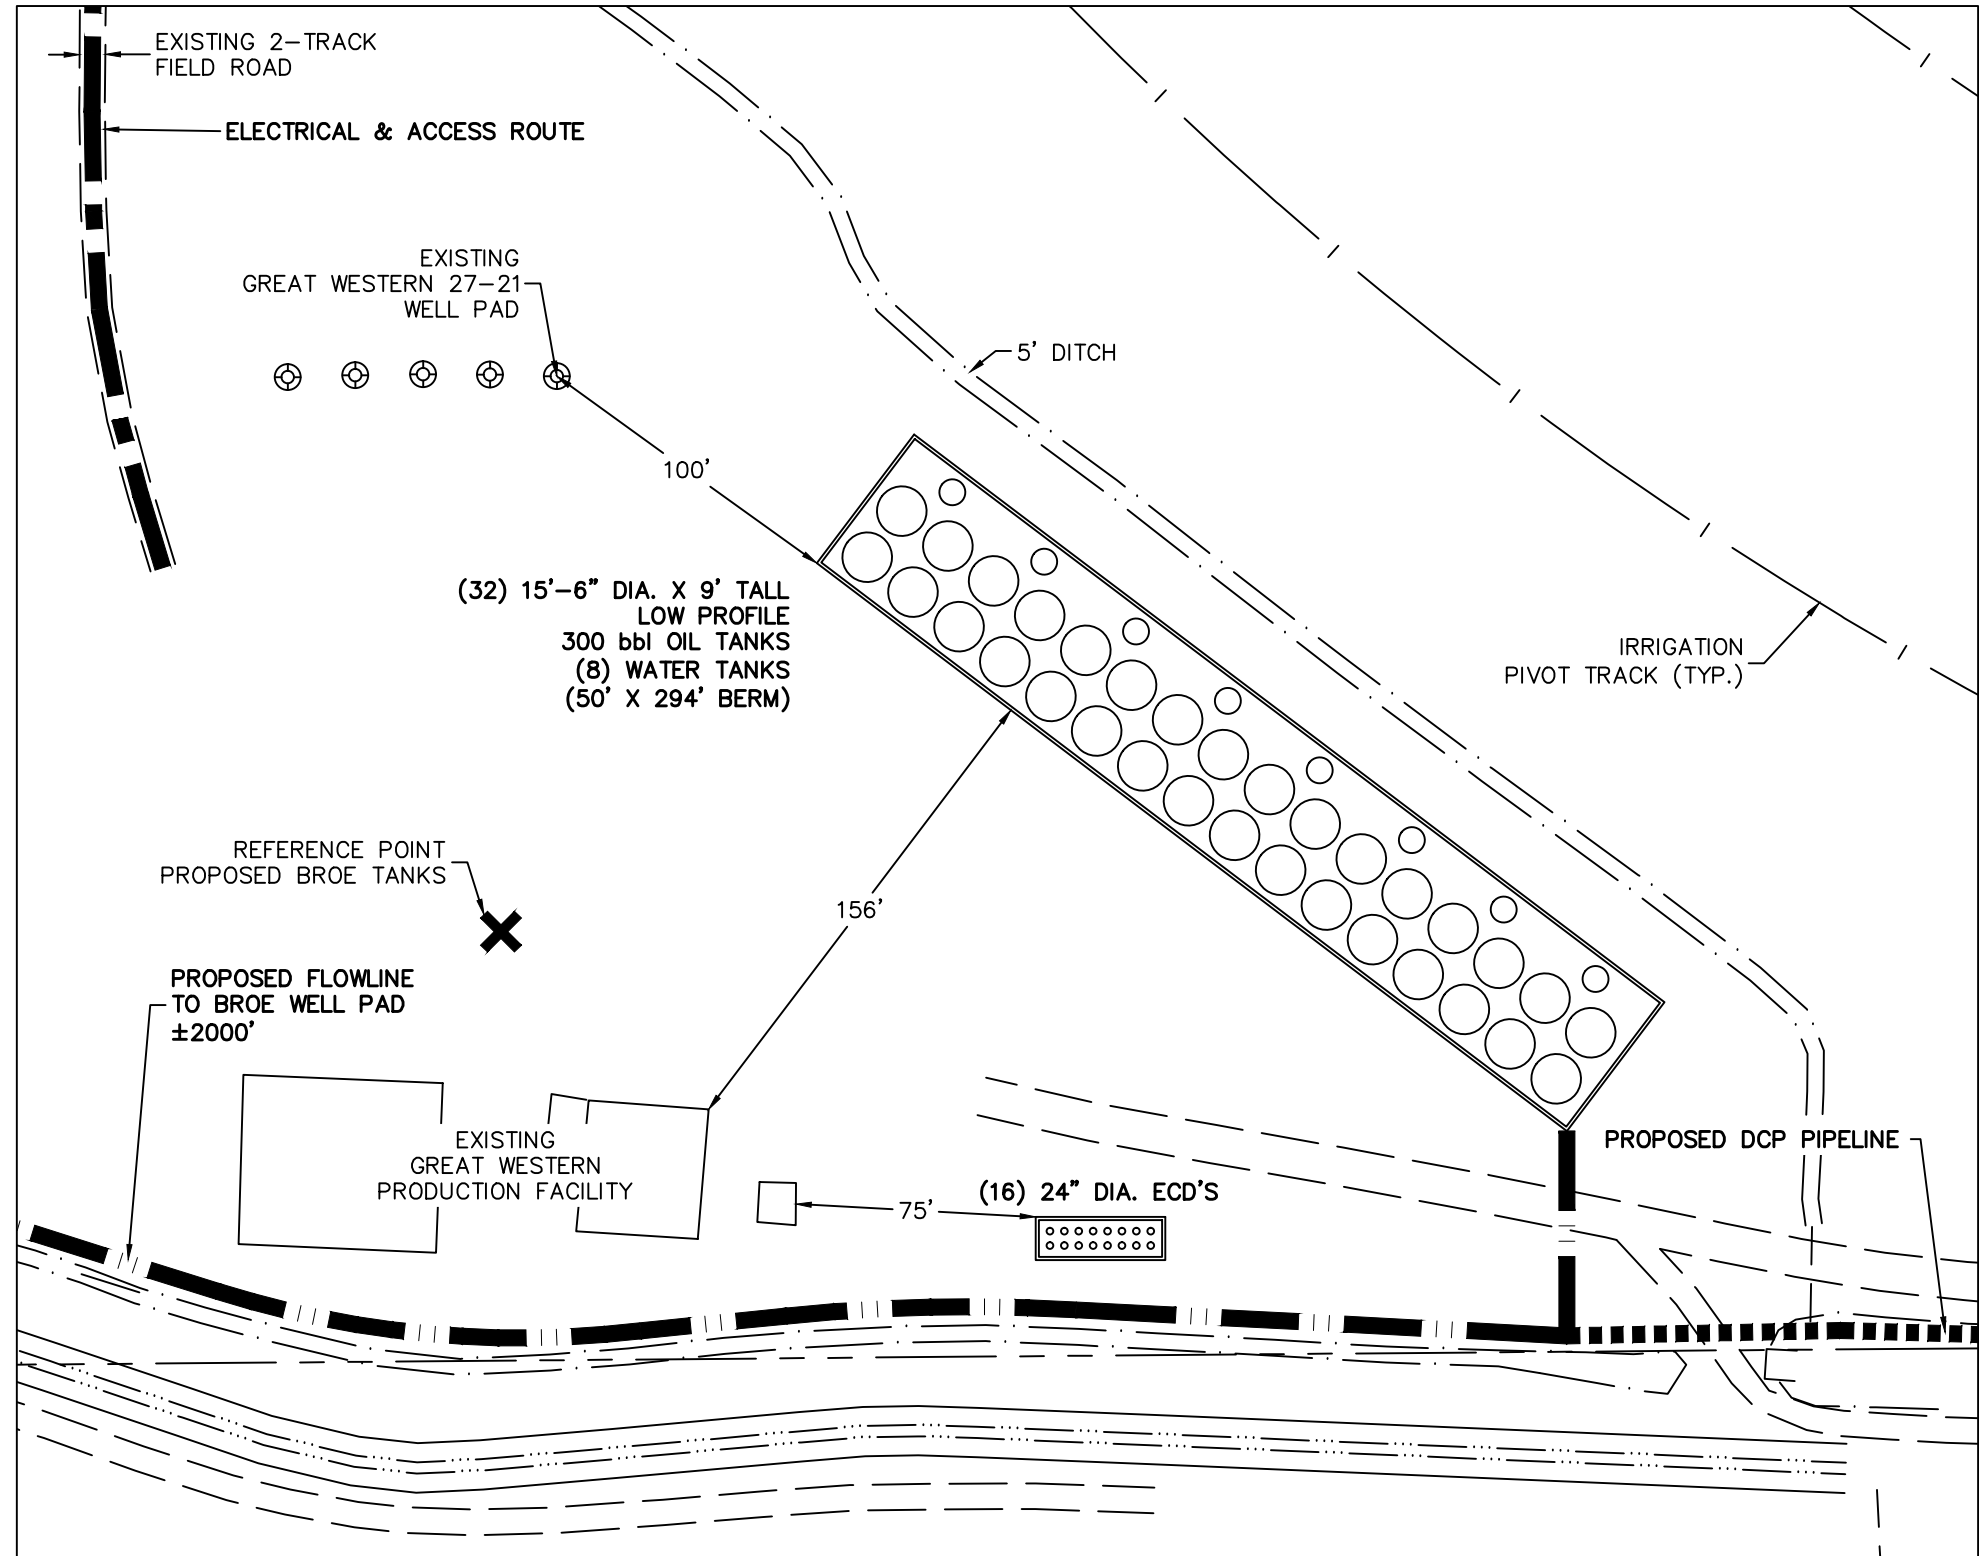 EXISTING 2-TRACK
FIELD ROAD
ELECTRICAL & ACCESS ROUTE
EXISTING
GREAT WESTERN 27-21
WELL PAD
5' DITCH
100'
(32) 15'-6" DIA. X 9' TALL
LOW PROFILE
300 bbl OIL TANKS
(8) WATER TANKS
(50' X 294' BERM)
IRRIGATION
PIVOT TRACK (TYP.)
REFERENCE POINT
PROPOSED BROE TANKS
156'
PROPOSED FLOWLINE
TO BROE WELL PAD
±2000'
EXISTING
GREAT WESTERN
PRODUCTION FACILITY
PROPOSED DCP PIPELINE
(16) 24" DIA. ECD'S
75'